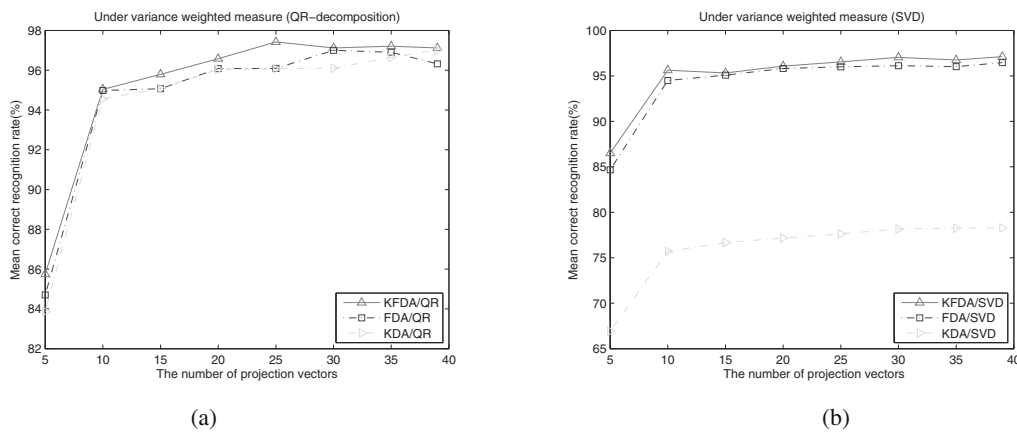 Under variance weighted measure (QR−decomposition)
Mean correct recognition rate(%)
98
96
94
92
90
88
86
84
82
5 10 15 20 25 30 35 40
The number of projection vectors
KFDA/QR
FDA/QR
KDA/QR
(a)
Under variance weighted measure (SVD)
Mean correct recognition rate(%)
100
95
90
85
80
75
70
65
5 10 15 20 25 30 35 40
The number of projection vectors
KFDA/SVD
FDA/SVD
KDA/SVD
(b)